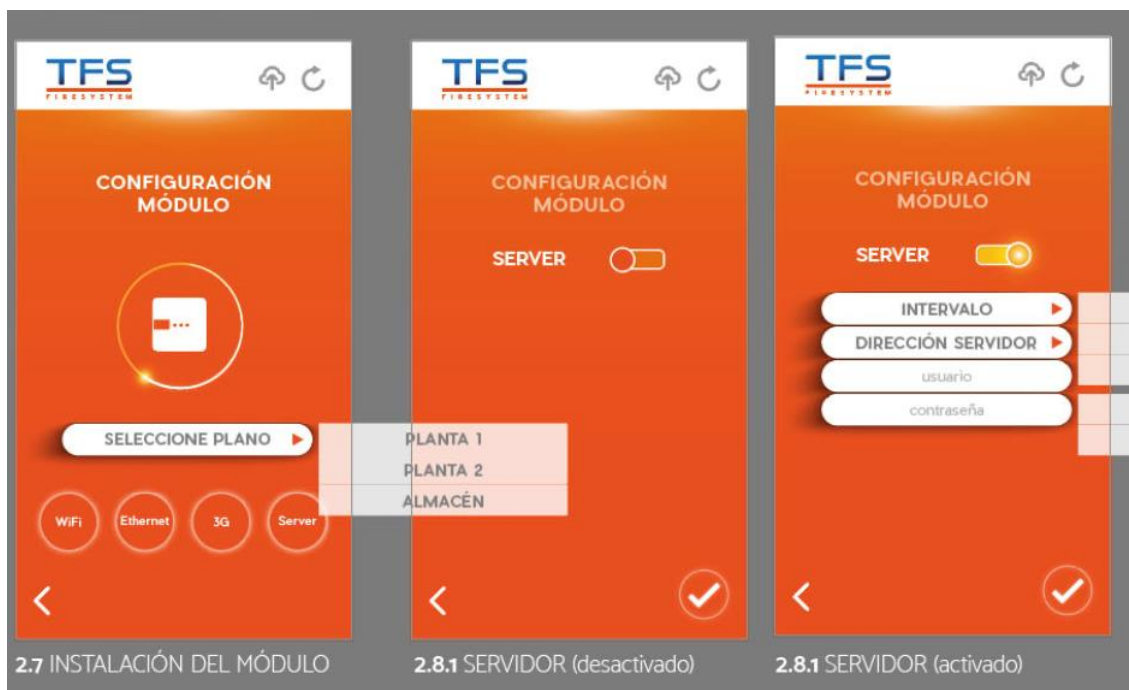 TFS
FIRESYSTEM
CONFIGURACIÓN
MÓDULO
SELECCIONE PLANO
PLANTA 1
PLANTA 2
ALMACÉN
WiFi
Ethernet
3G
Server
2.7 INSTALACIÓN DEL MÓDULO
TFS
FIRESYSTEM
CONFIGURACIÓN
MÓDULO
SERVER
2.8.1 SERVIDOR (desactivado)
TFS
FIRESYSTEM
CONFIGURACIÓN
MÓDULO
SERVER
INTERVALO
DIRECCIÓN SERVIDOR
usuario
contraseña
2.8.1 SERVIDOR (activado)